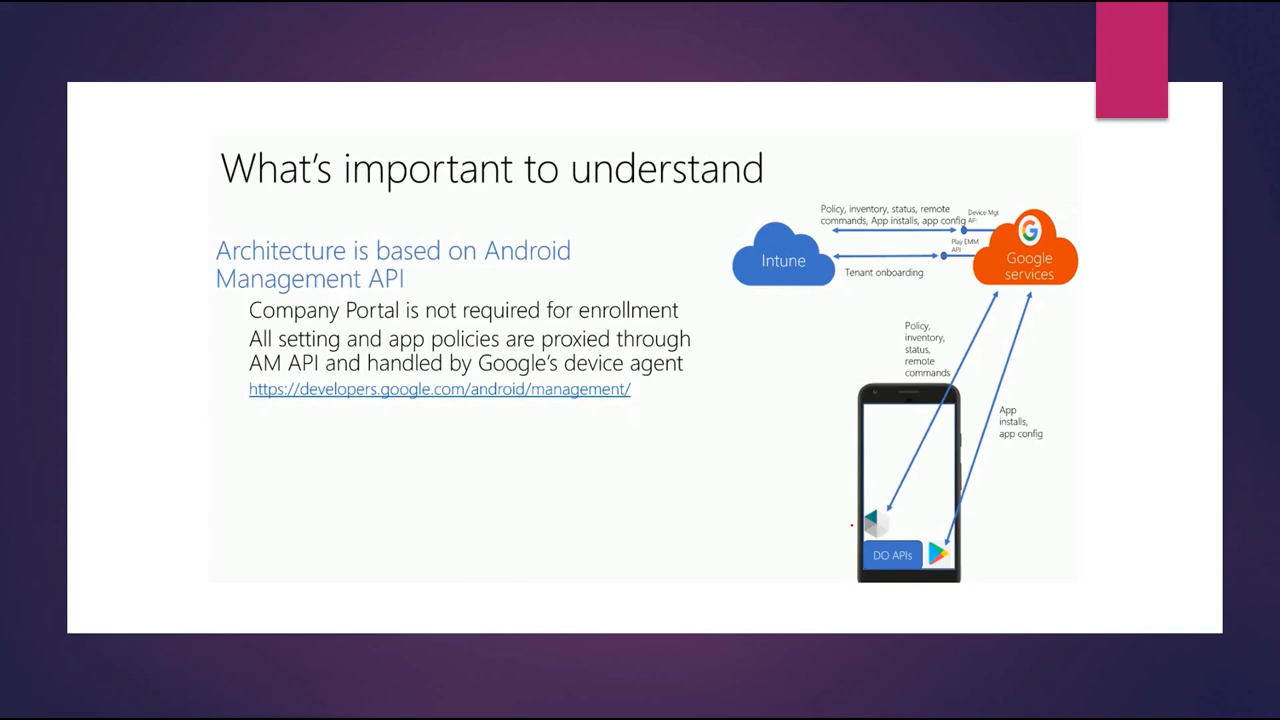 What's important to understand
Architecture is based on Android
Management API
Company Portal is not required for enrollment
All setting and app policies are proxied through
AM API and handled by Google's device agent
https://developers.google.com/android/management/
Policy, inventory, status, remote
commands, App installs, app config
Device Mgt
API
Play EMM
API
Intune
Tenant onboarding
Google
services
Policy,
inventory,
status,
remote
commands
App
installs,
app config
DO APIs